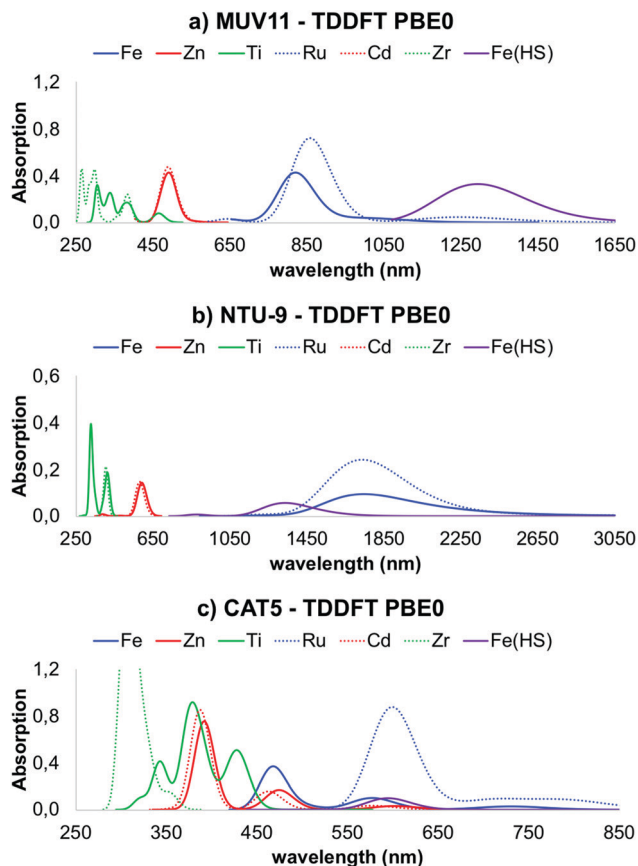 a) MUV11 - TDDFT PBE0
Fe Zn Ti Ru Cd Zr Fe(HS)
1,2
0,8
0,4
0,0
Absorption
250 450 650 850 1050 1250 1450 1650
wavelength (nm)
b) NTU-9 - TDDFT PBE0
Fe Zn Ti Ru Cd Zr Fe(HS)
0,6
0,4
0,2
0,0
Absorption
250 650 1050 1450 1850 2250 2650 3050
wavelength (nm)
c) CAT5 - TDDFT PBE0
Fe Zn Ti Ru Cd Zr Fe(HS)
1,2
0,8
0,4
0,0
Absorption
250 350 450 550 650 750 850
wavelength (nm)